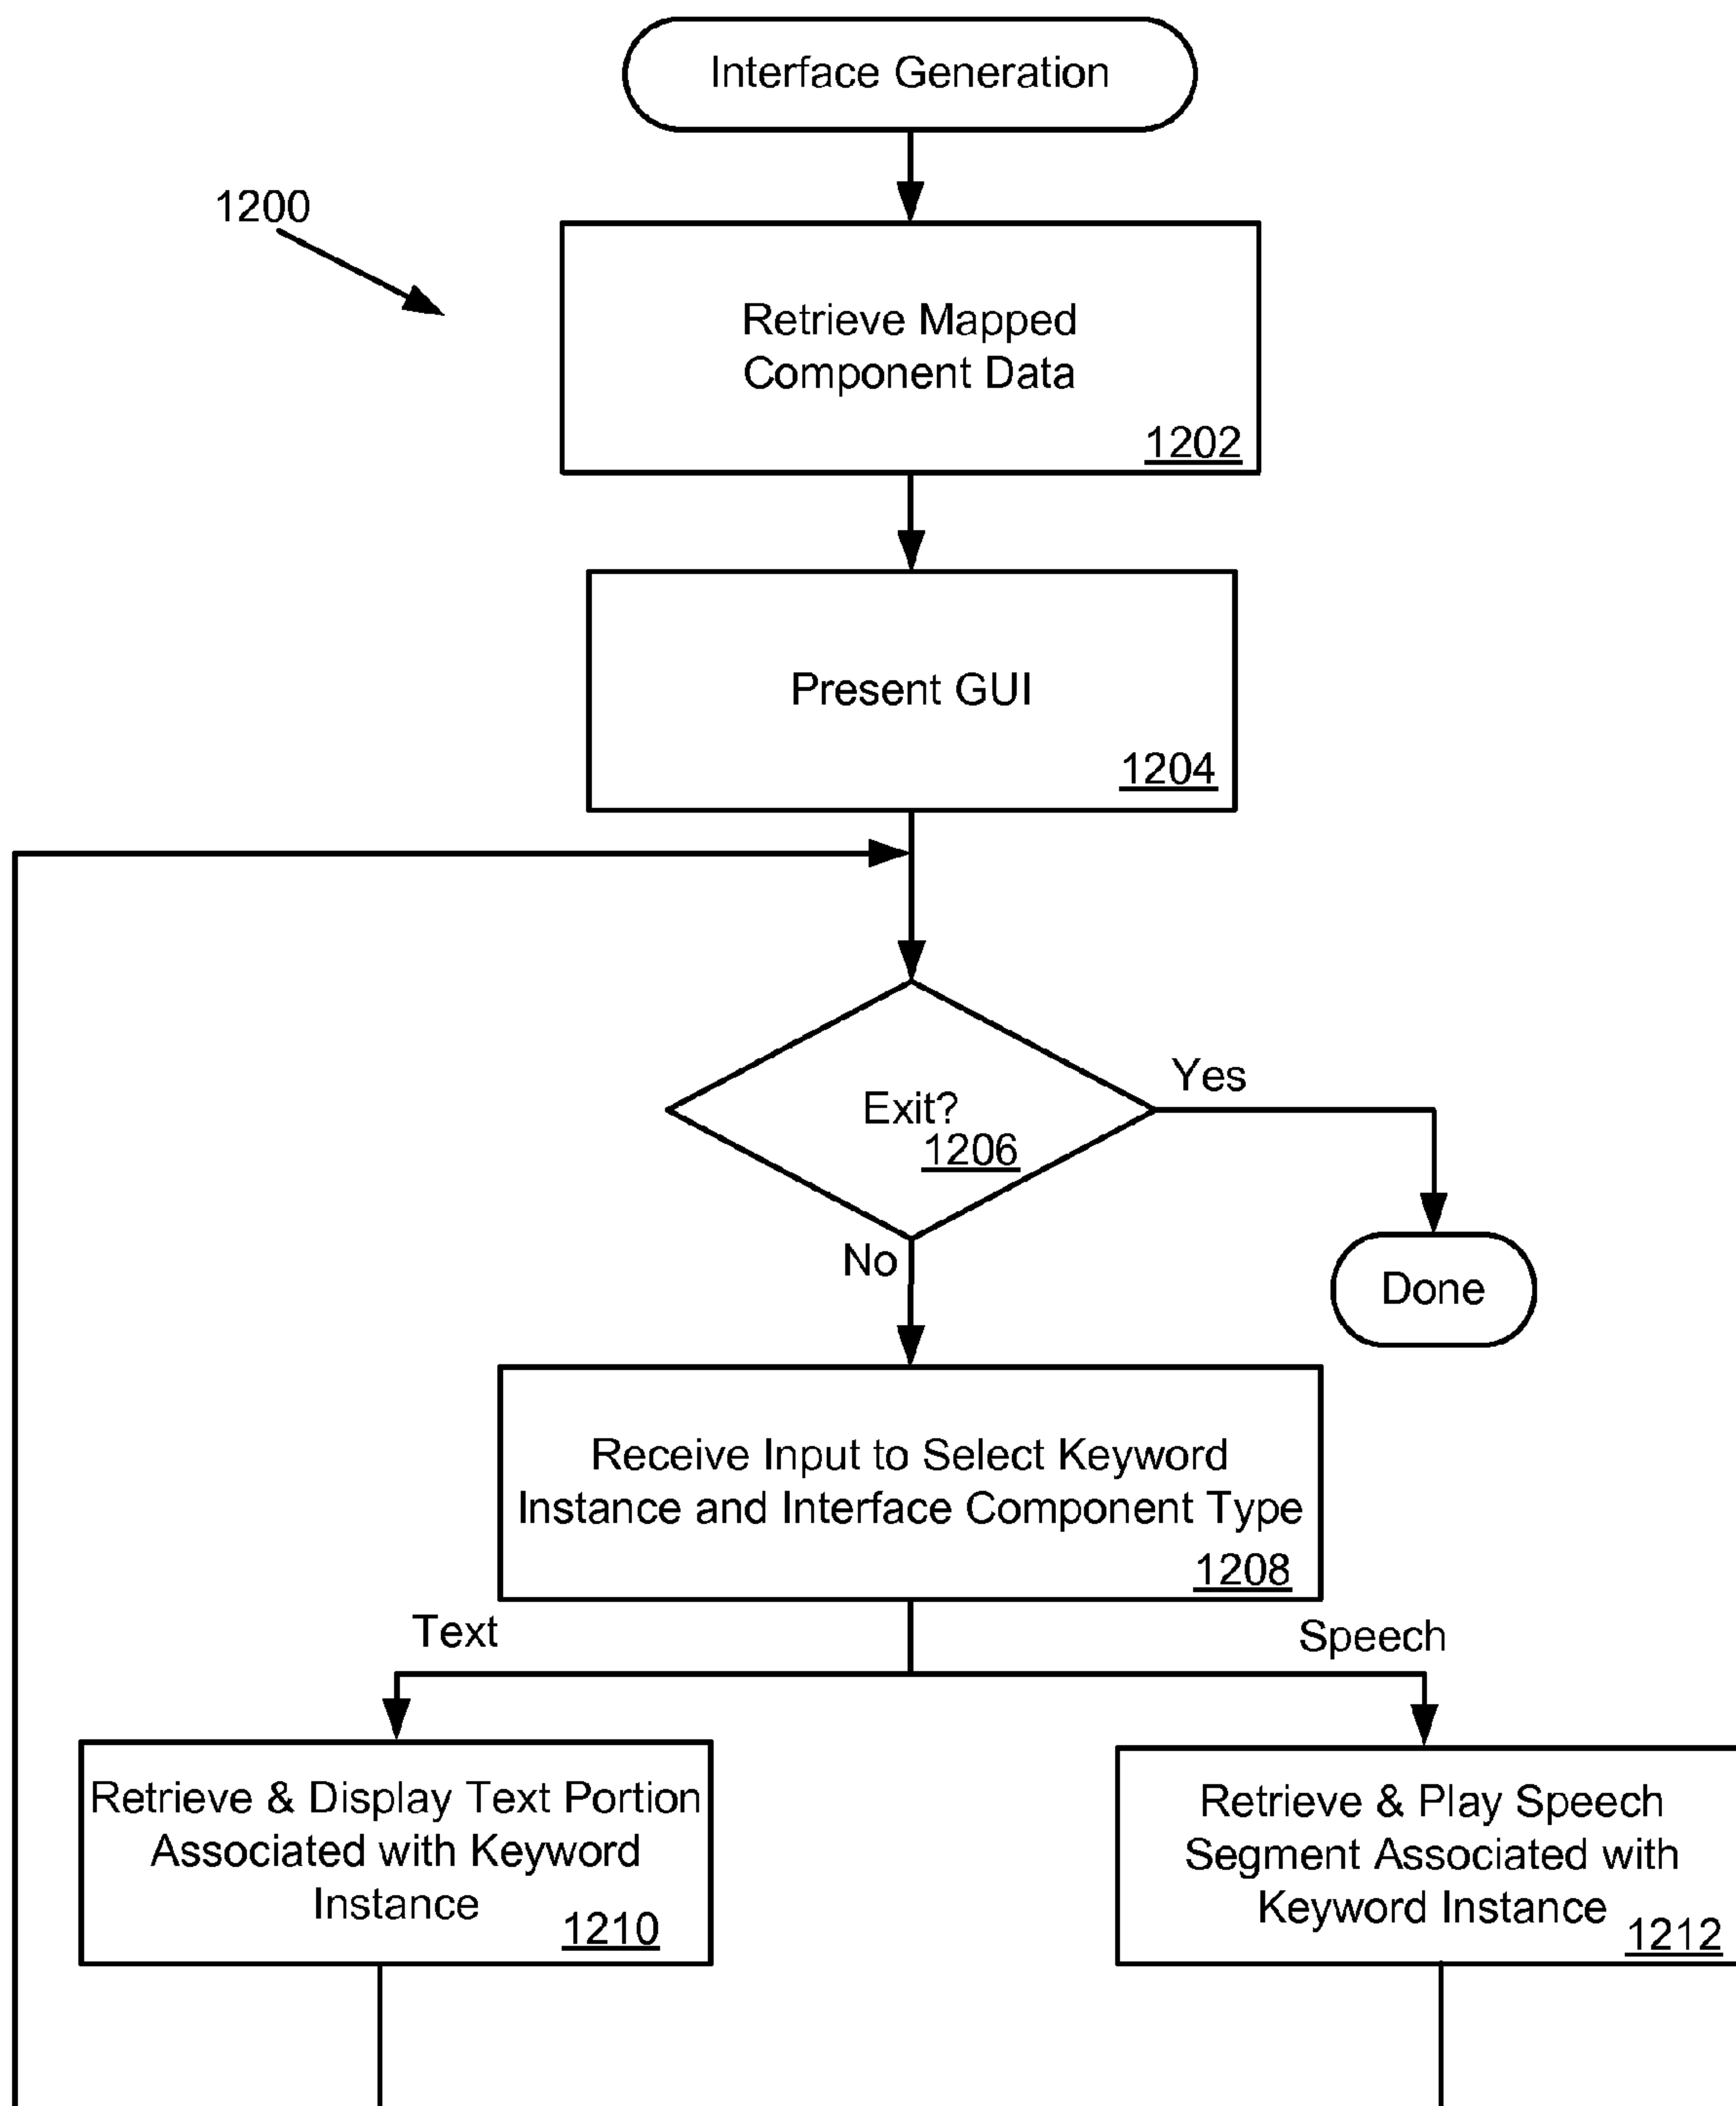 Interface Generation
1200
Retrieve Mapped
Component Data
1202
Present GUI
1204
Exit?
1206
Yes
Done
No
Receive Input to Select Keyword
Instance and Interface Component Type
1208
Text
Speech
Retrieve & Display Text Portion
Associated with Keyword
Instance
1210
Retrieve & Play Speech
Segment Associated with
Keyword Instance
1212